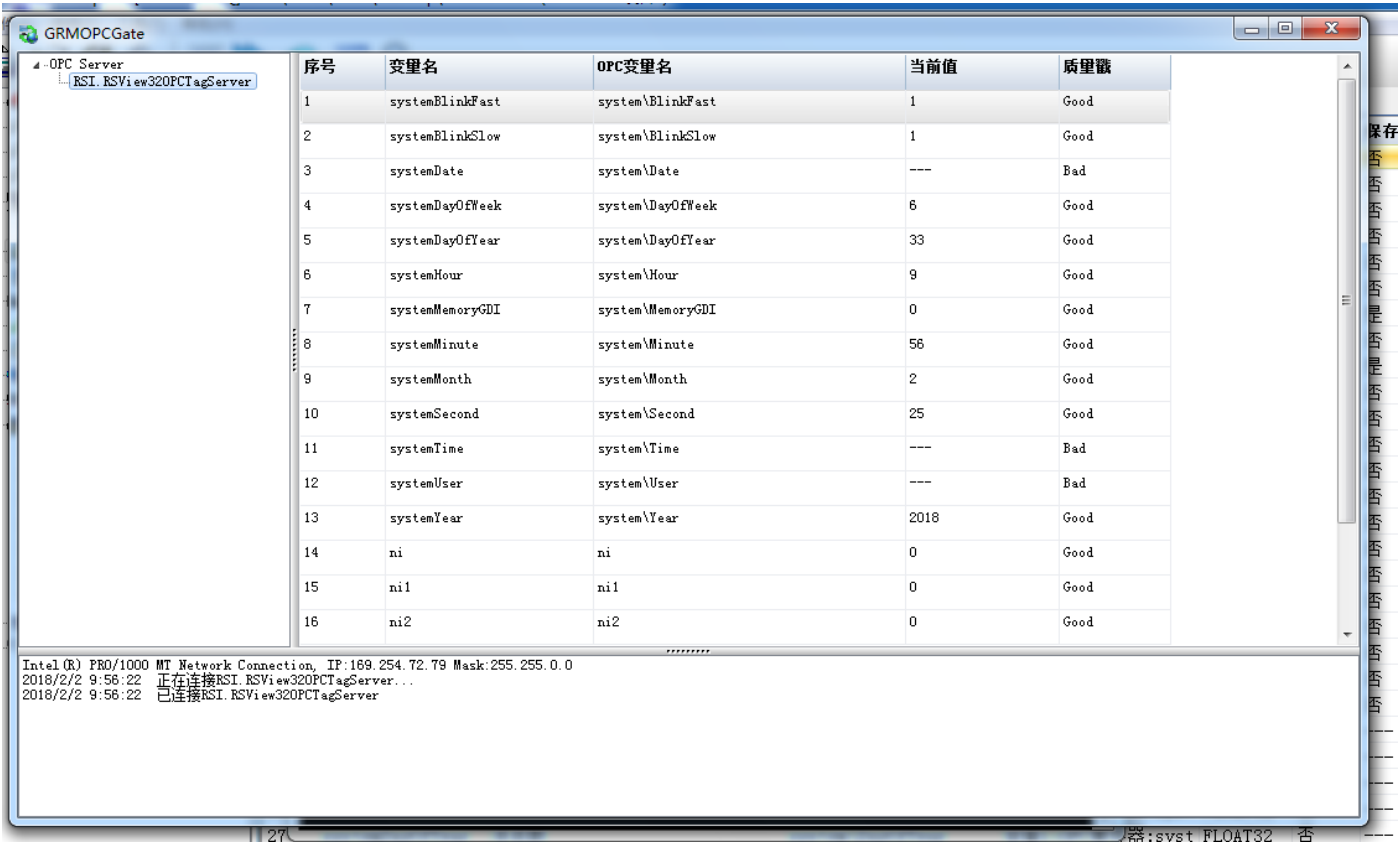 GRMOPCGate
OPC Server
RSI.RSView32OPCTagServer
序号 变量名 OPC变量名 当前值 质量戳
1 systemBlinkFast system\BlinkFast 1 Good
2 systemBlinkSlow system\BlinkSlow 1 Good
3 systemDate system\Date --- Bad
4 systemDayOfWeek system\DayOfWeek 6 Good
5 systemDayOfYear system\DayOfYear 33 Good
6 systemHour system\Hour 9 Good
7 systemMemoryGDI system\MemoryGDI 0 Good
8 systemMinute system\Minute 56 Good
9 systemMonth system\Month 2 Good
10 systemSecond system\Second 25 Good
11 systemTime system\Time --- Bad
12 systemUser system\User --- Bad
13 systemYear system\Year 2018 Good
14 ni ni 0 Good
15 ni1 ni1 0 Good
16 ni2 ni2 0 Good
Intel(R) PRO/1000 MT Network Connection, IP:169.254.72.79 Mask:255.255.0.0
2018/2/2 9:56:22 正在连接RSI.RSView32OPCTagServer...
2018/2/2 9:56:22 已连接RSI.RSView32OPCTagServer
保存
否
否
否
否
否
否
是
否
是
否
否
否
否
否
否
否
否
否
否
否
否
否
---
---
---
---
27 器:syst FLOAT32 否 ---